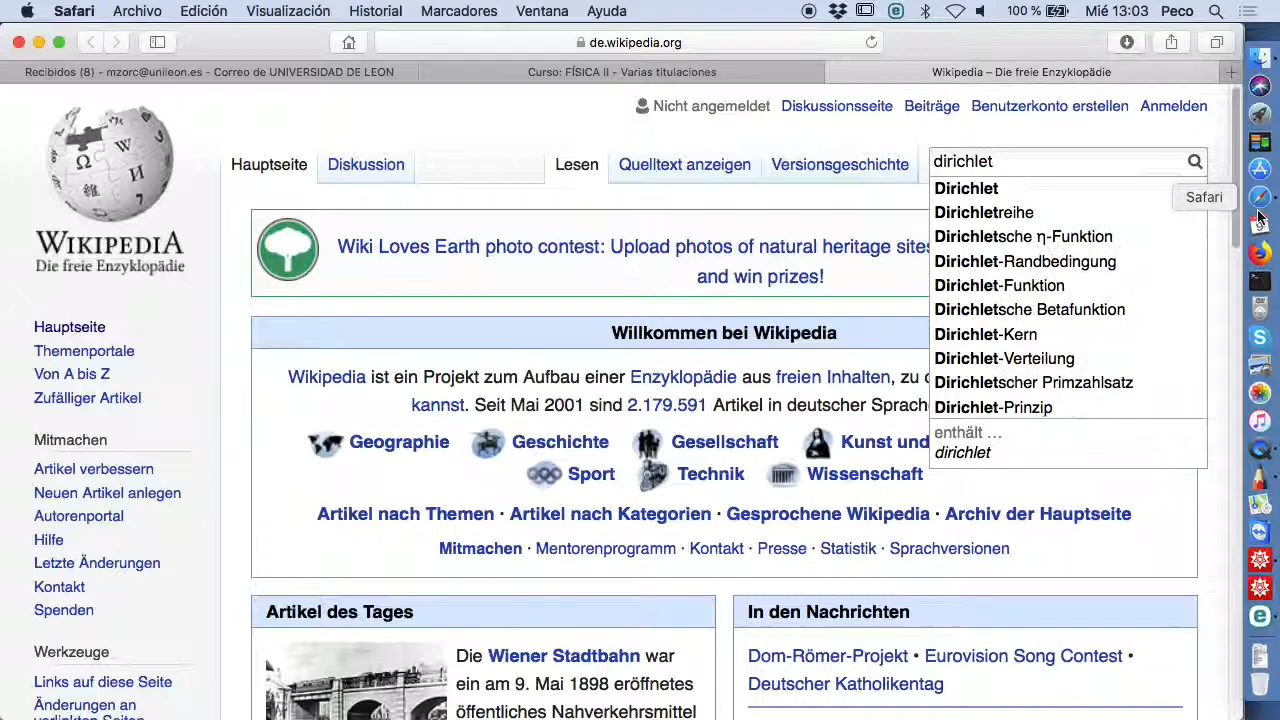 Safari Archivo Edición Visualización Historial Marcadores Ventana Ayuda 100 % Mié 13:03 Peco
de.wikipedia.org
Recibidos (8) - mzorc@unileon.es - Correo de UNIVERSIDAD DE LEON Curso: FÍSICA II - Varias titulaciones Wikipedia – Die freie Enzyklopädie
Nicht angemeldet Diskussionsseite Beiträge Benutzerkonto erstellen Anmelden
Hauptseite Diskussion Lesen Quelltext anzeigen Versionsgeschichte dirichlet
WIKIPEDIA
Die freie Enzyklopädie
Hauptseite
Themenportale
Von A bis Z
Zufälliger Artikel
Mitmachen
Artikel verbessern
Neuen Artikel anlegen
Autorenportal
Hilfe
Letzte Änderungen
Kontakt
Spenden
Werkzeuge
Links auf diese Seite
Änderungen an
verlinkten Seiten
Wiki Loves Earth photo contest: Upload photos of natural heritage sites
and win prizes!
Willkommen bei Wikipedia
Wikipedia ist ein Projekt zum Aufbau einer Enzyklopädie aus freien Inhalten, zu
kannst. Seit Mai 2001 sind 2.179.591 Artikel in deutscher Sprach
Geographie Geschichte Gesellschaft Kunst und
Sport Technik Wissenschaft
Artikel nach Themen · Artikel nach Kategorien · Gesprochene Wikipedia · Archiv der Hauptseite
Mitmachen · Mentorenprogramm · Kontakt · Presse · Statistik · Sprachversionen
Dirichlet
Dirichletreihe
Dirichletsche η-Funktion
Dirichlet-Randbedingung
Dirichlet-Funktion
Dirichletsche Betafunktion
Dirichlet-Kern
Dirichlet-Verteilung
Dirichletscher Primzahlsatz
Dirichlet-Prinzip
enthält ...
dirichlet
Safari
Artikel des Tages
Die Wiener Stadtbahn war
ein am 9. Mai 1898 eröffnetes
öffentliches Nahverkehrsmittel
In den Nachrichten
Dom-Römer-Projekt • Eurovision Song Contest •
Deutscher Katholikentag